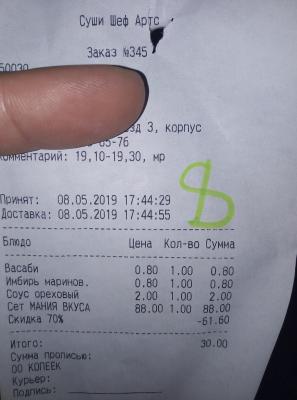 Суши Шеф Артс
Заказ №345
50030
зд 3, корпус
65-76
комментарий: 19,10-19,30, мр
Принят: 08.05.2019 17:44:29
Доставка: 08.05.2019 17:44:55
8
Блюдо Цена Кол-во Сумма
Васаби 0.80 1.00 0.80
Имбирь маринов. 0.80 1.00 0.80
Соус ореховый 2.00 1.00 2.00
Сет МАНИЯ ВКУСА 88.00 1.00 88.00
Скидка 70% -61.60
Итого: 30.00
Сумма прописью:
00 КОПЕЕК
Курьер:
Подпись: